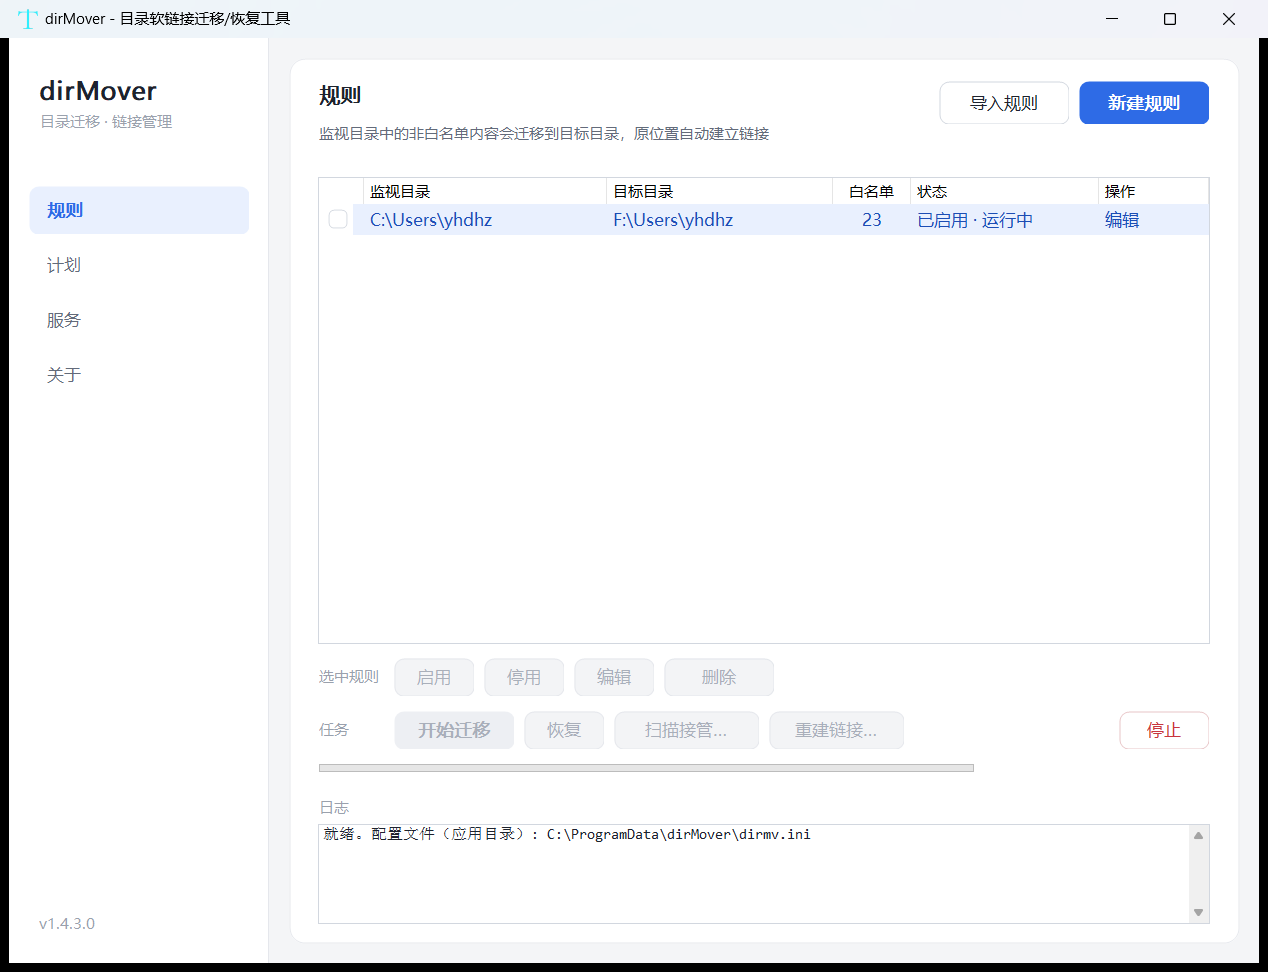 dirMover - 目录软链接迁移/恢复工具
dirMover
目录迁移 · 链接管理
规则
计划
服务
关于
v1.4.3.0
规则
监视目录中的非白名单内容会迁移到目标目录，原位置自动建立链接
导入规则
新建规则
监视目录 目标目录 白名单 状态 操作
C:\Users\yhdhz F:\Users\yhdhz 23 已启用 · 运行中 编辑
选中规则 启用 停用 编辑 删除
任务 开始迁移 恢复 扫描接管... 重建链接... 停止
日志
就绪。配置文件（应用目录）: C:\ProgramData\dirMover\dirmv.ini